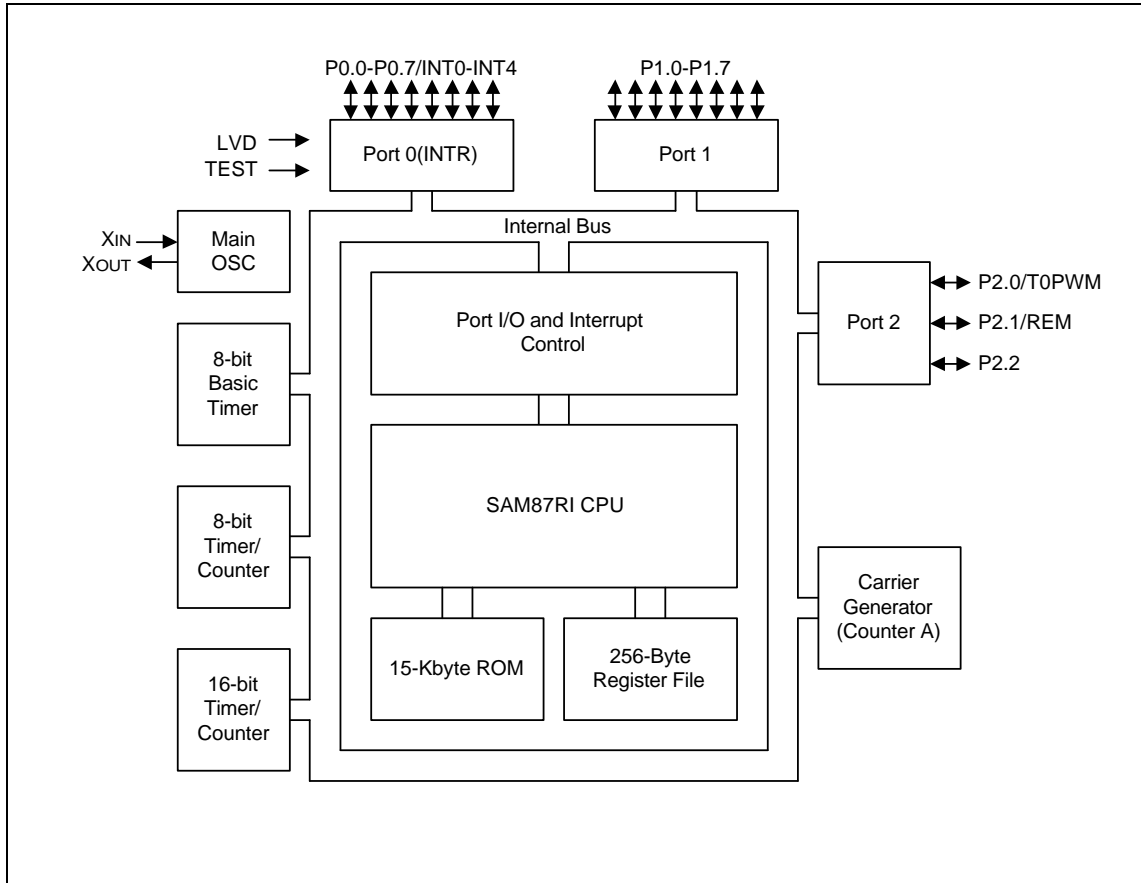 P0.0-P0.7/INT0-INT4
P1.0-P1.7
LVD
TEST
Port 0(INTR)
Port 1
Internal Bus
XIN
XOUT
Main
OSC
Port I/O and Interrupt
Control
Port 2
P2.0/T0PWM
P2.1/REM
P2.2
8-bit
Basic
Timer
SAM87RI CPU
8-bit
Timer/
Counter
Carrier
Generator
(Counter A)
15-Kbyte ROM
256-Byte
Register File
16-bit
Timer/
Counter